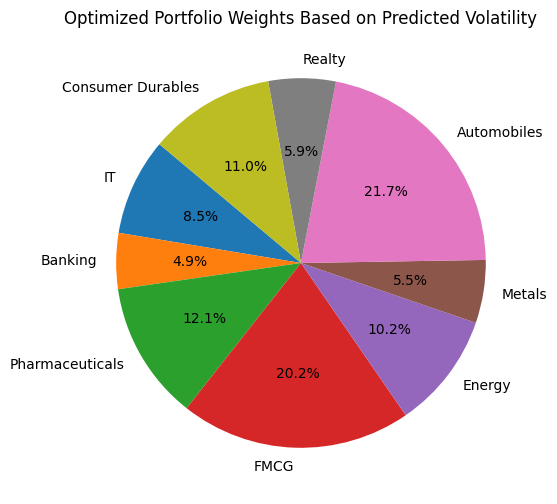 Optimized Portfolio Weights Based on Predicted Volatility
Realty
5.9%
Consumer Durables
11.0%
Automobiles
21.7%
IT
8.5%
Banking
4.9%
Metals
5.5%
Pharmaceuticals
12.1%
Energy
10.2%
FMCG
20.2%